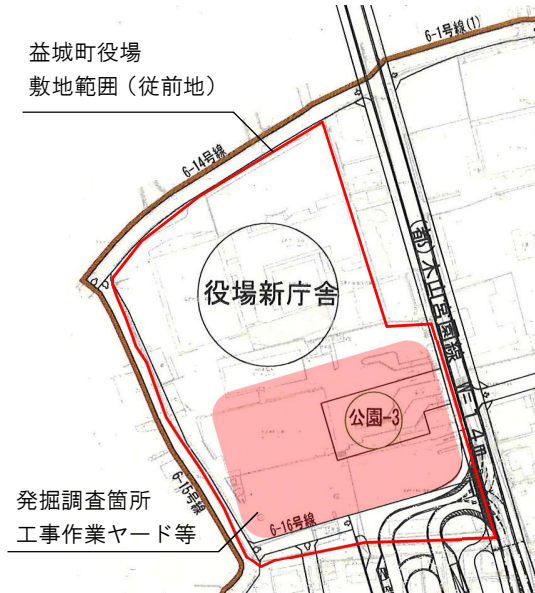 益城町役場
敷地範囲（従前地）
6-1号線(1)
6-14号線
役場新庁舎
(都)木山宮園線 W=14m
公園-3
発掘調査箇所
工事作業ヤード等
6-15号線
6-16号線